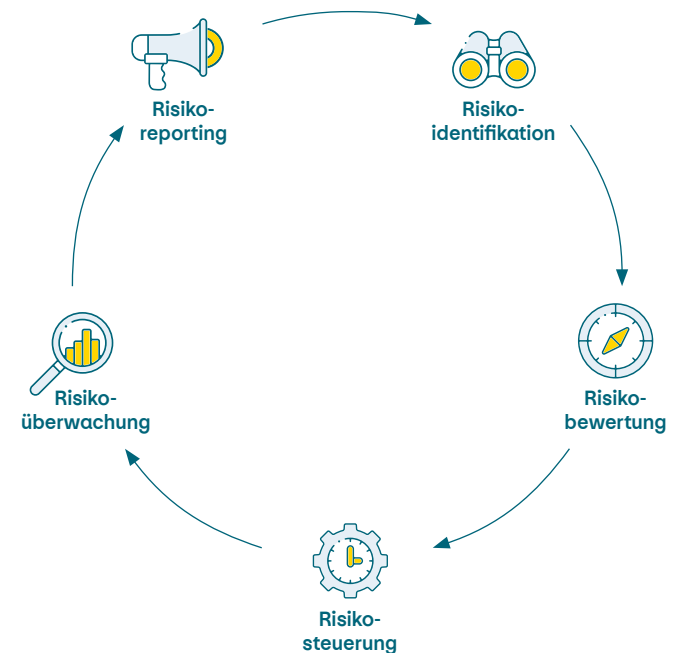 Risiko-
reporting
Risiko-
identifikation
Risiko-
bewertung
Risiko-
steuerung
Risiko-
überwachung